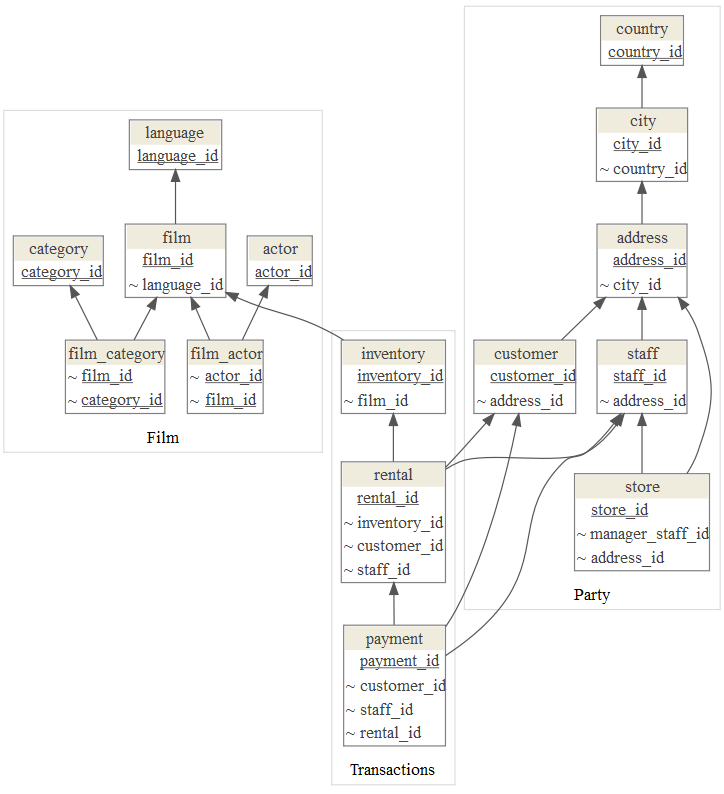 country
country_id
city
city_id
~ country_id
address
address_id
~ city_id
customer
customer_id
~ address_id
staff
staff_id
~ address_id
store
store_id
~ manager_staff_id
~ address_id
Party
language
language_id
category
category_id
film
film_id
~ language_id
actor
actor_id
film_category
~ film_id
~ category_id
film_actor
~ actor_id
~ film_id
Film
inventory
inventory_id
~ film_id
rental
rental_id
~ inventory_id
~ customer_id
~ staff_id
payment
payment_id
~ customer_id
~ staff_id
~ rental_id
Transactions